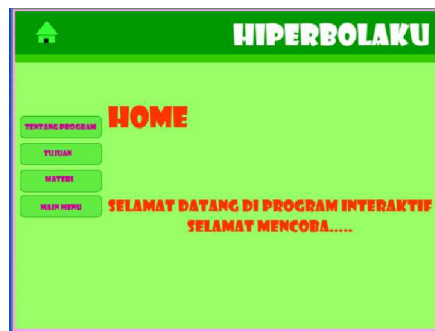 HIPERBOLAKU
HOME
TENTANG PROGRAM
TUJUAN
MATERI
MAIN MENU
SELAMAT DATANG DI PROGRAM INTERAKTIF
SELAMAT MENCOBA.....